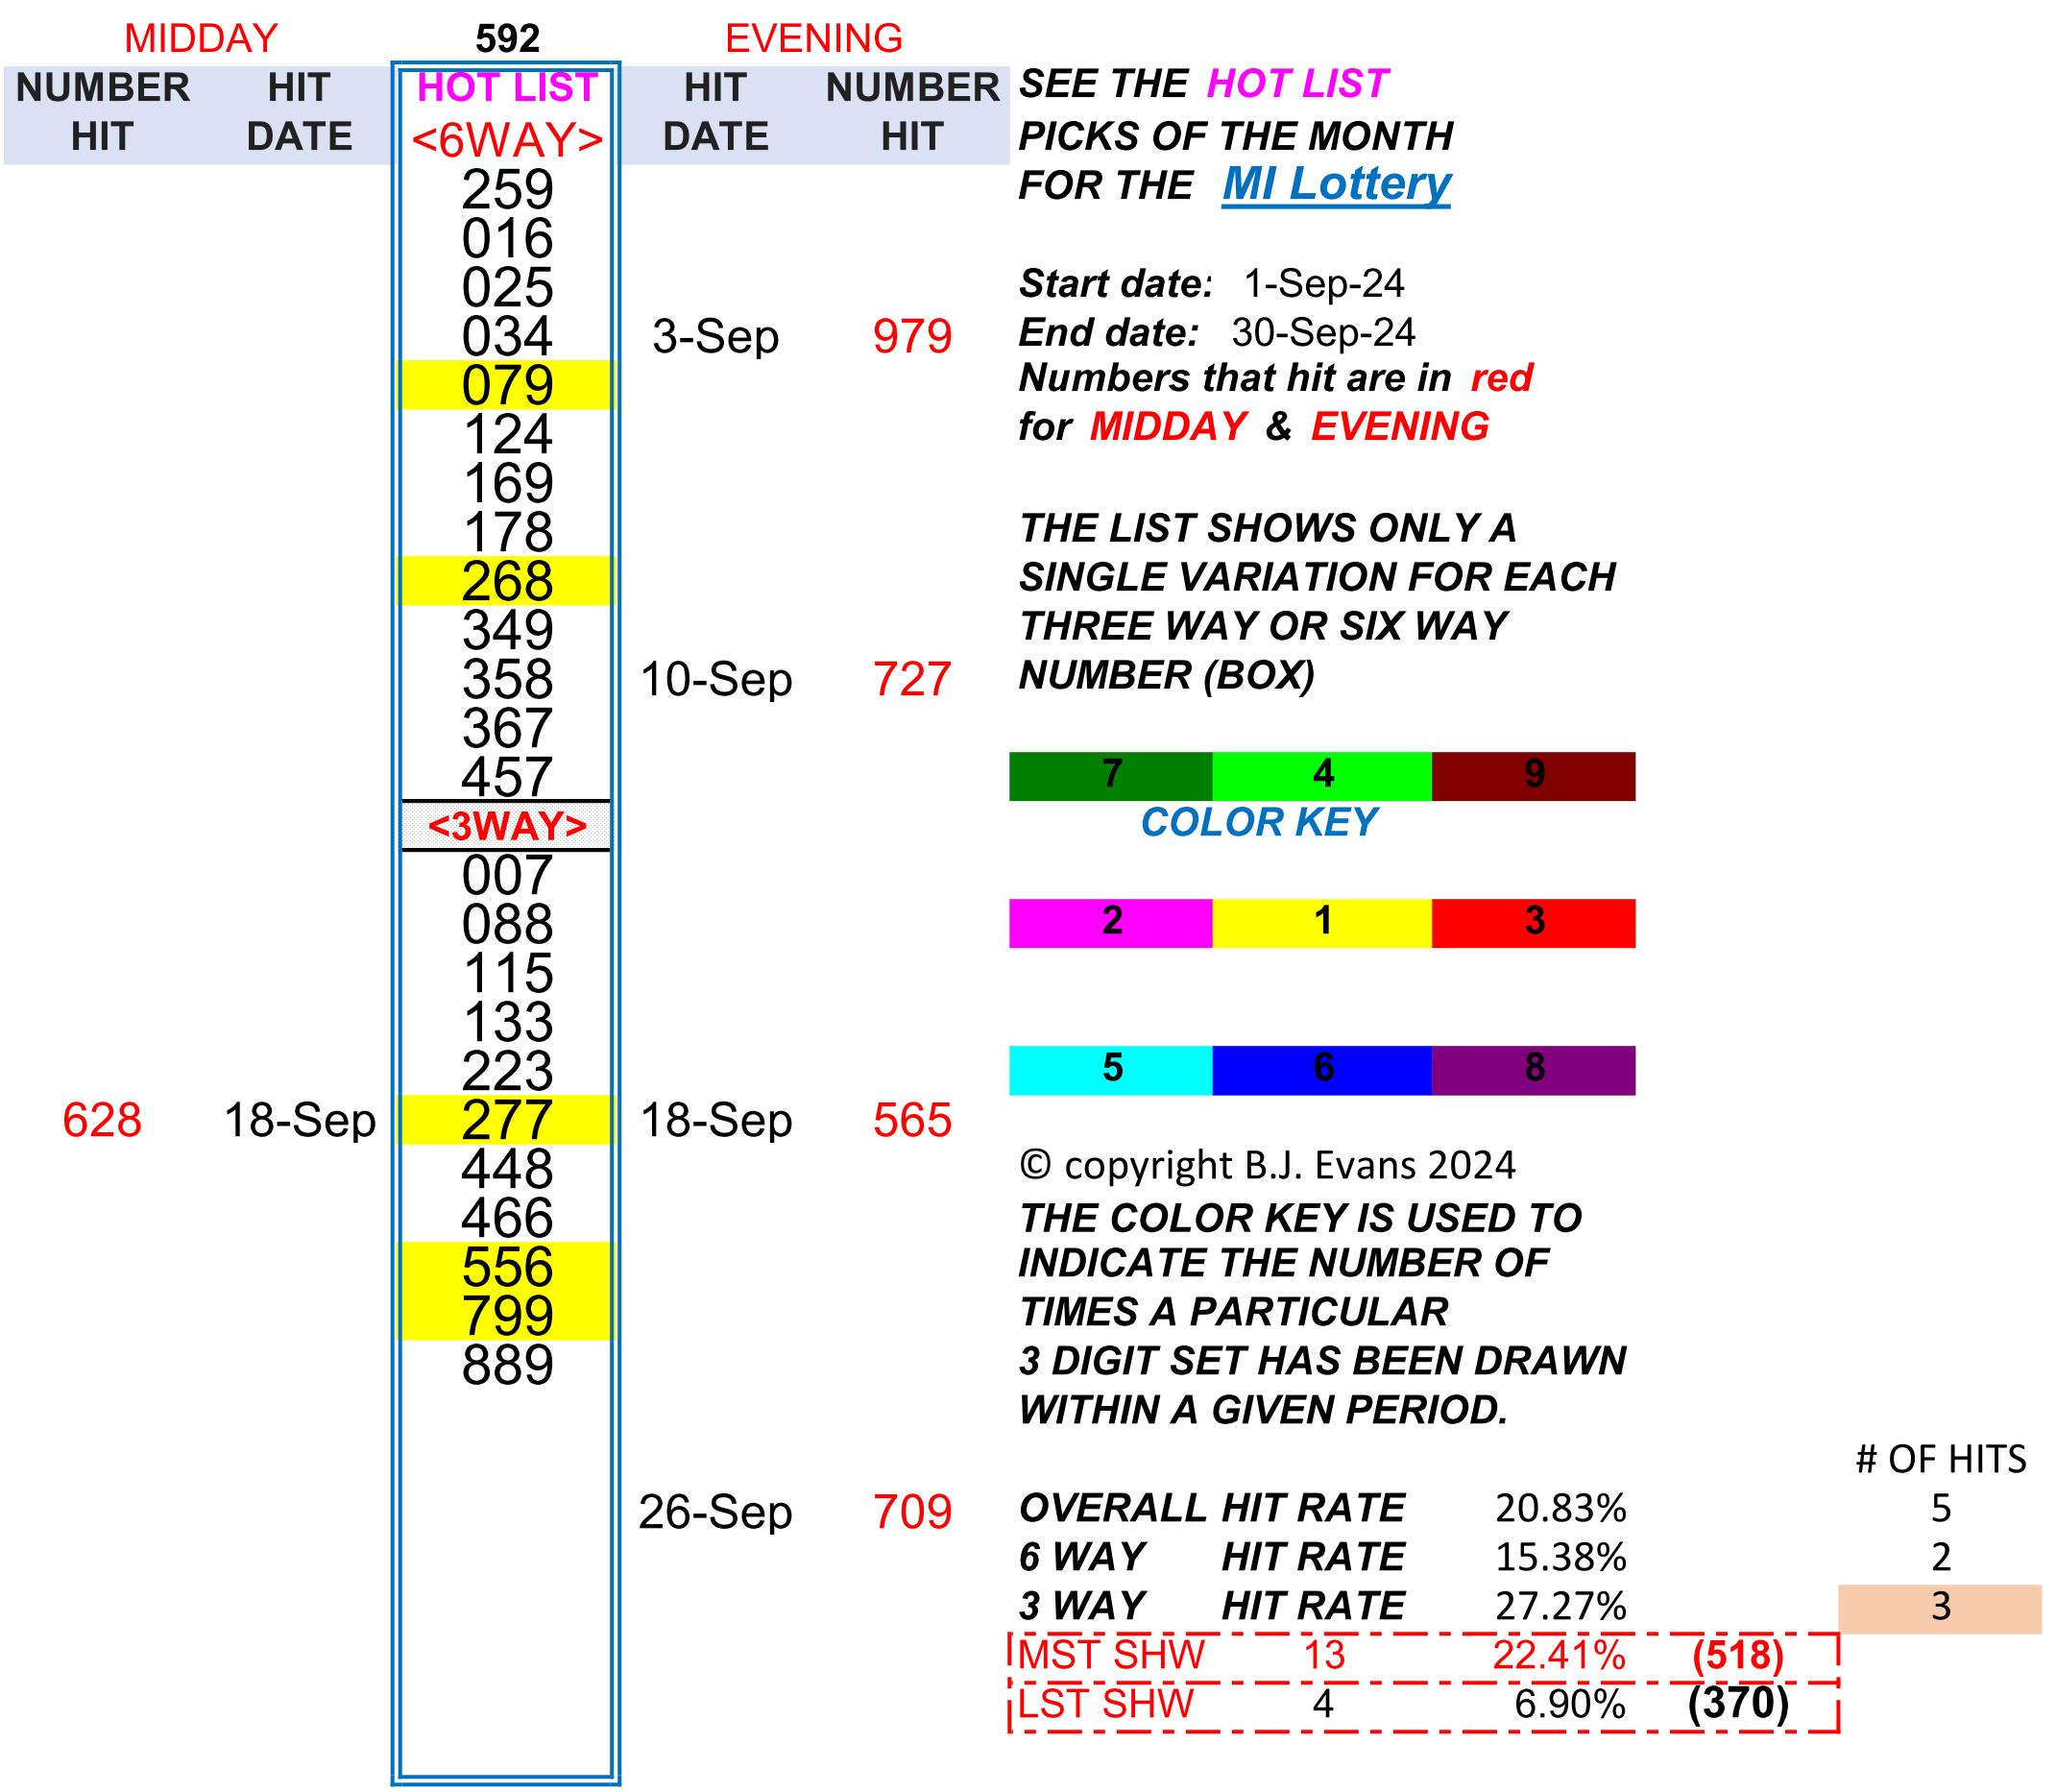 MIDDAY 592 EVENING
NUMBER HIT HOT LIST HIT NUMBER SEE THE HOT LIST
HIT DATE <6WAY> DATE HIT PICKS OF THE MONTH
259 FOR THE MI Lottery
016
025 Start date: 1-Sep-24
034 3-Sep 979 End date: 30-Sep-24
079 Numbers that hit are in red
124 for MIDDAY & EVENING
169
178 THE LIST SHOWS ONLY A
268 SINGLE VARIATION FOR EACH
349 THREE WAY OR SIX WAY
358 10-Sep 727 NUMBER (BOX)
367
457 7 4 9
<3WAY> COLOR KEY
007
088 2 1 3
115
133
223 5 6 8
628 18-Sep 277 18-Sep 565
448 © copyright B.J. Evans 2024
466 THE COLOR KEY IS USED TO
556 INDICATE THE NUMBER OF
799 TIMES A PARTICULAR
889 3 DIGIT SET HAS BEEN DRAWN
WITHIN A GIVEN PERIOD.
# OF HITS
26-Sep 709 OVERALL HIT RATE 20.83% 5
6 WAY HIT RATE 15.38% 2
3 WAY HIT RATE 27.27% 3
MST SHW 13 22.41% (518)
LST SHW 4 6.90% (370)